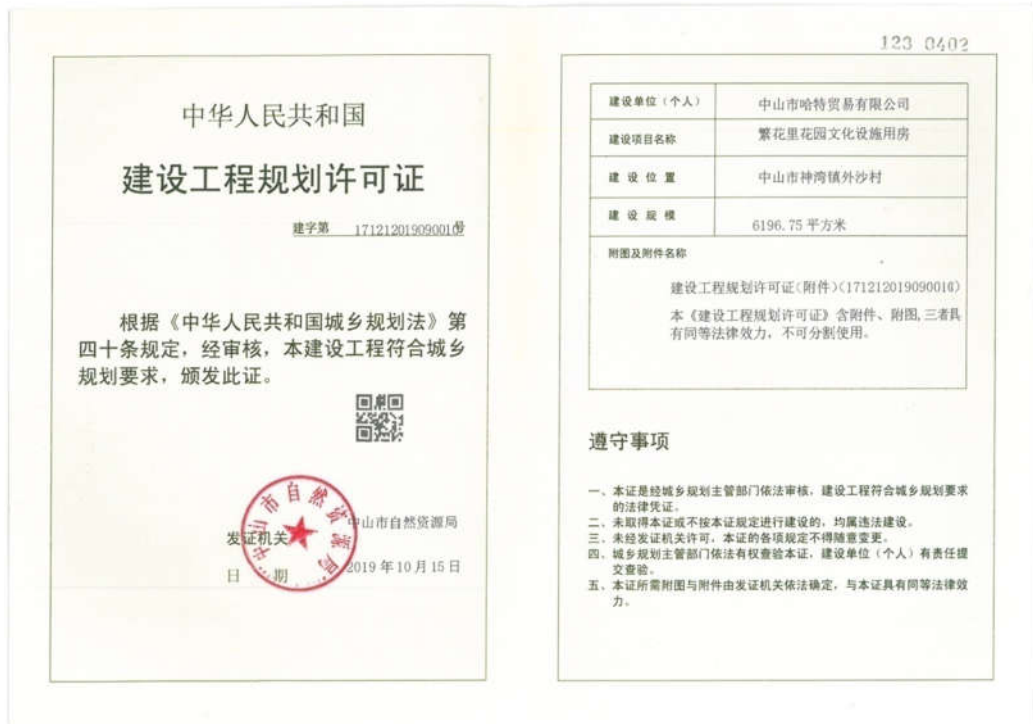 123 0402
中华人民共和国
建设工程规划许可证
建字第 171212019090010号
根据《中华人民共和国城乡规划法》第
四十条规定，经审核，本建设工程符合城乡
规划要求，颁发此证。
中山市自然资源局
发证机关 中山市自然资源局
日 期 2019 年 10 月 15 日
建设单位（个人） 中山市哈特贸易有限公司
建设项目名称 繁花里花园文化设施用房
建设位置 中山市神湾镇外沙村
建设规模 6196.75 平方米
附图及附件名称
建设工程规划许可证(附件)(171212019090010)
本《建设工程规划许可证》含附件、附图,三者具
有同等法律效力，不可分割使用。
遵守事项
一、本证是经城乡规划主管部门依法审核，建设工程符合城乡规划要求
的法律凭证。
二、未取得本证或不按本证规定进行建设的，均属违法建设。
三、未经发证机关许可，本证的各项规定不得随意变更。
四、城乡规划主管部门依法有权查验本证，建设单位（个人）有责任提
交查验。
五、本证所需附图与附件由发证机关依法确定，与本证具有同等法律效
力。